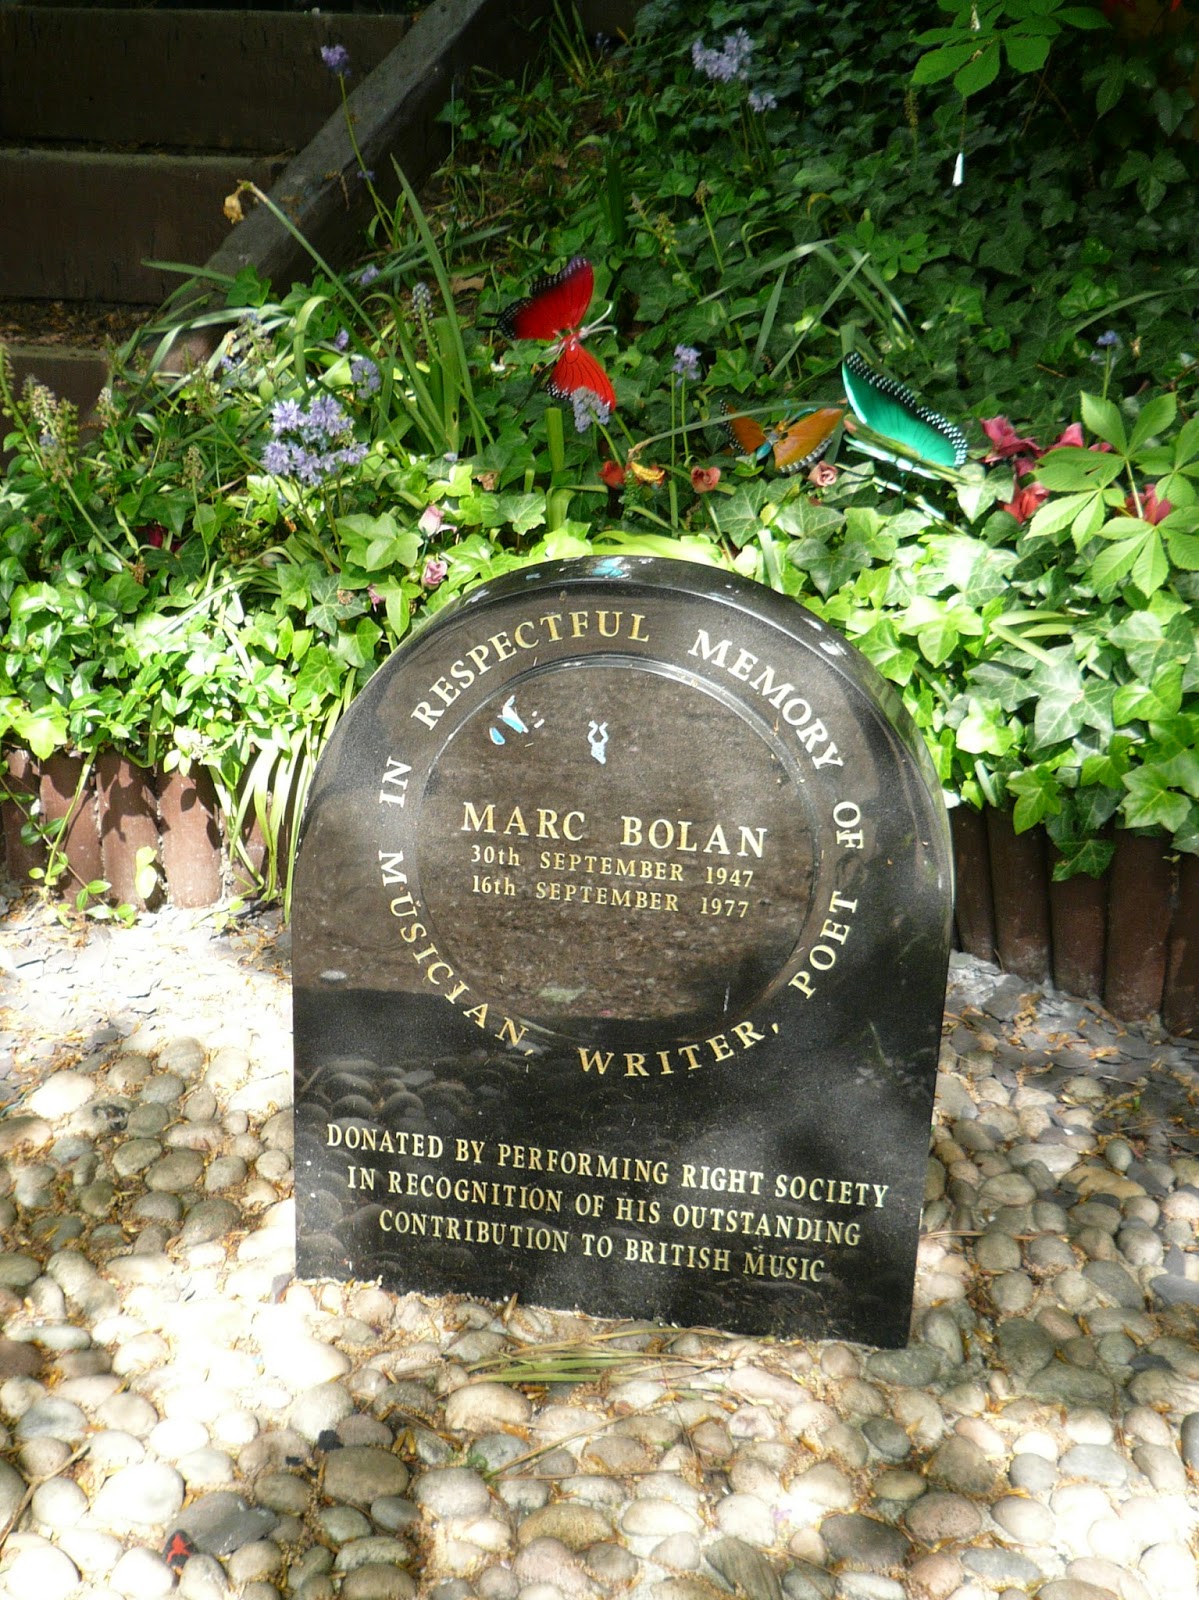 IN RESPECTFUL MEMORY OF
MARC BOLAN
30th SEPTEMBER 1947
16th SEPTEMBER 1977
MUSICIAN, WRITER, POET
DONATED BY PERFORMING RIGHT SOCIETY
IN RECOGNITION OF HIS OUTSTANDING
CONTRIBUTION TO BRITISH MUSIC